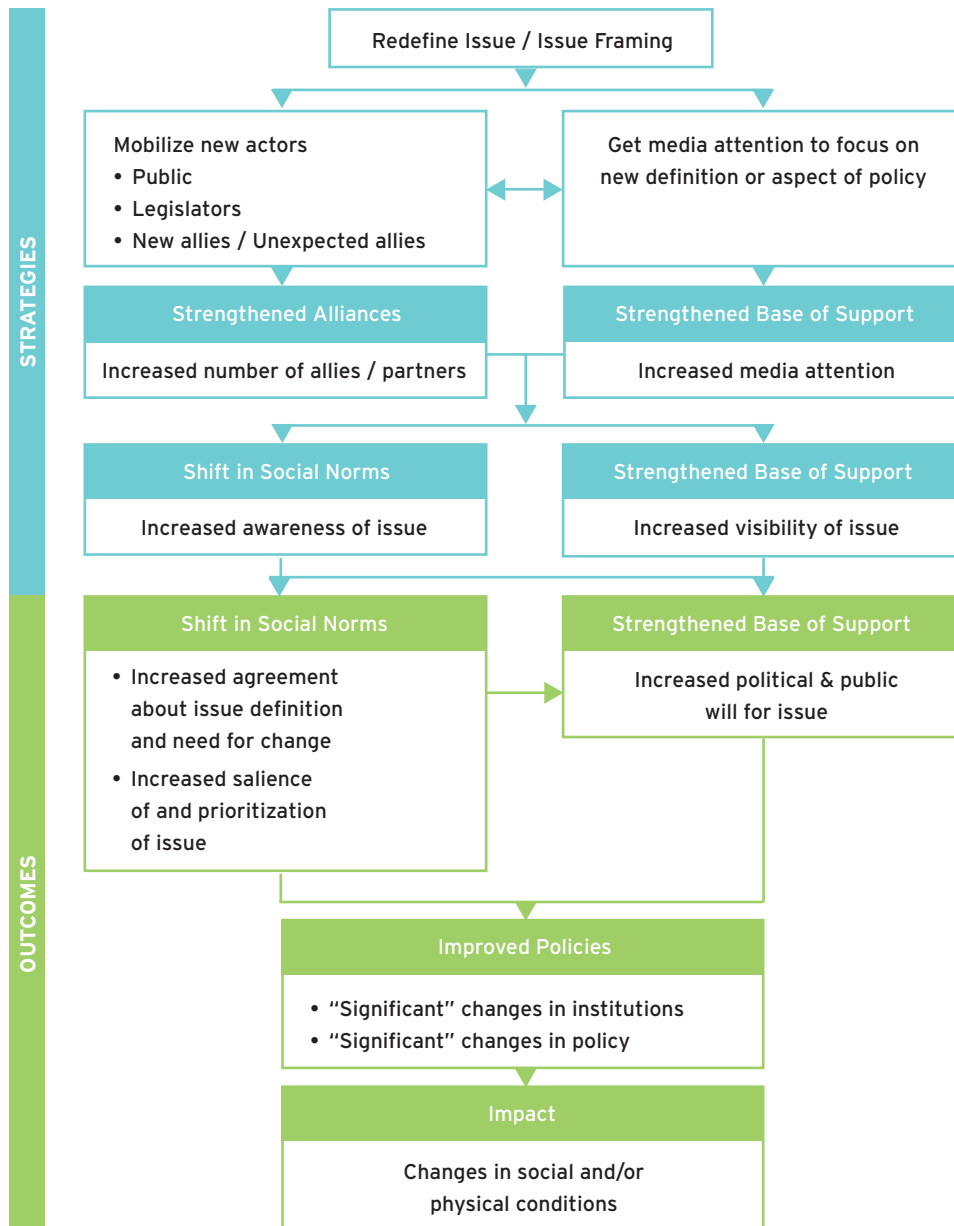 STRATEGIES
Redefine Issue / Issue Framing
Mobilize new actors
• Public
• Legislators
• New allies / Unexpected allies
Get media attention to focus on
new definition or aspect of policy
Strengthened Alliances
Increased number of allies / partners
Strengthened Base of Support
Increased media attention
Shift in Social Norms
Increased awareness of issue
Strengthened Base of Support
Increased visibility of issue
OUTCOMES
Shift in Social Norms
• Increased agreement
about issue definition
and need for change
• Increased salience
of and prioritization
of issue
Strengthened Base of Support
Increased political & public
will for issue
Improved Policies
• “Significant” changes in institutions
• “Significant” changes in policy
Impact
Changes in social and/or
physical conditions